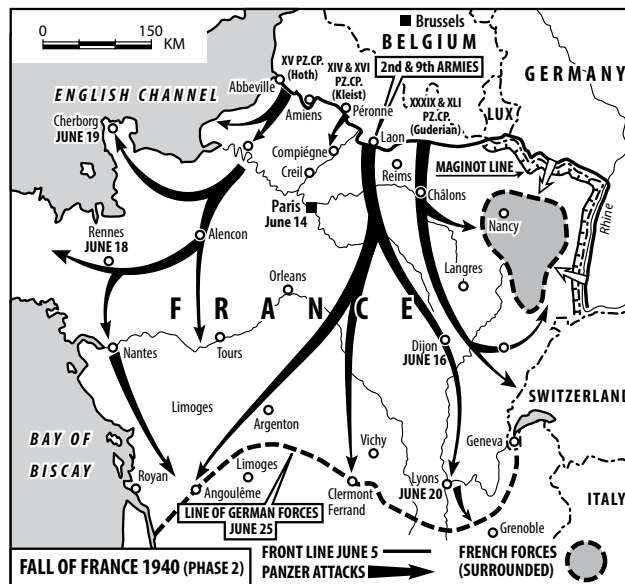 0 150
KM
Brussels
BELGIUM
GERMANY
XV PZ.CP.
(Hoth)
XIV & XVI
PZ.CP.
(Kleist)
2nd & 9th ARMIES
XXXIX & XLI
PZ.CP.
(Guderian)
LUX
ENGLISH CHANNEL
Abbeville
Amiens
Péronne
Cherborg
JUNE 19
Laon
Compiégne
Creil
Reims
MAGINOT LINE
Rhine
Paris
June 14
Châlons
Nancy
Rennes
JUNE 18
Alencon
Langres
Orleans
FRANCE
Nantes
Tours
Dijon
JUNE 16
SWITZERLAND
Limoges
Argenton
BAY OF
BISCAY
Vichy
Geneva
Royan
Limoges
Angoulême
Clermont
Ferrand
Lyons
JUNE 20
ITALY
LINE OF GERMAN FORCES
JUNE 25
Grenoble
FALL OF FRANCE 1940 (PHASE 2)
FRONT LINE JUNE 5
PANZER ATTACKS
FRENCH FORCES
(SURROUNDED)